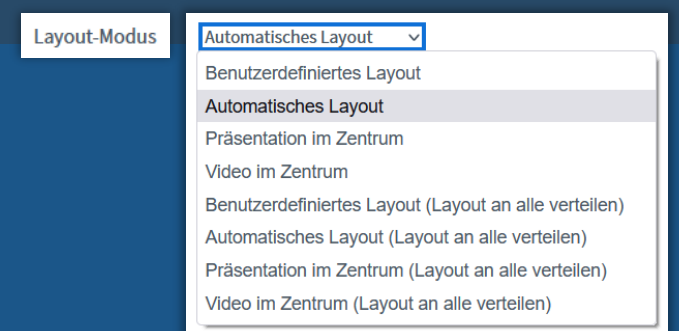 Layout-Modus
Automatisches Layout
Benutzerdefiniertes Layout
Automatisches Layout
Präsentation im Zentrum
Video im Zentrum
Benutzerdefiniertes Layout (Layout an alle verteilen)
Automatisches Layout (Layout an alle verteilen)
Präsentation im Zentrum (Layout an alle verteilen)
Video im Zentrum (Layout an alle verteilen)